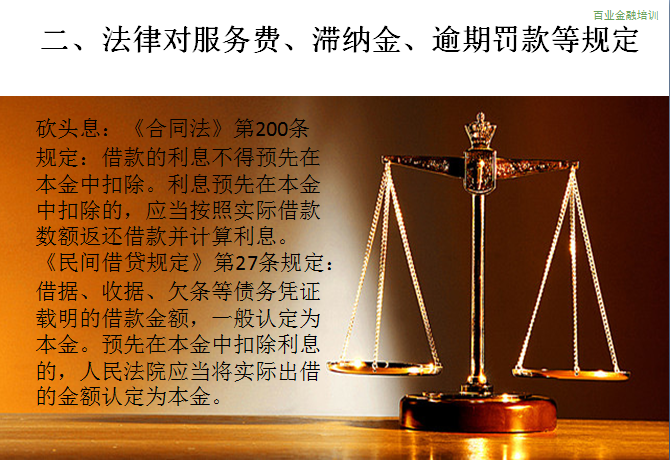 百业金融培训
二、法律对服务费、滞纳金、逾期罚款等规定
砍头息：《合同法》第200条
规定：借款的利息不得预先在
本金中扣除。利息预先在本金
中扣除的，应当按照实际借款
数额返还借款并计算利息。
《民间借贷规定》第27条规定：
借据、收据、欠条等债务凭证
载明的借款金额，一般认定为
本金。预先在本金中扣除利息
的，人民法院应当将实际出借
的金额认定为本金。